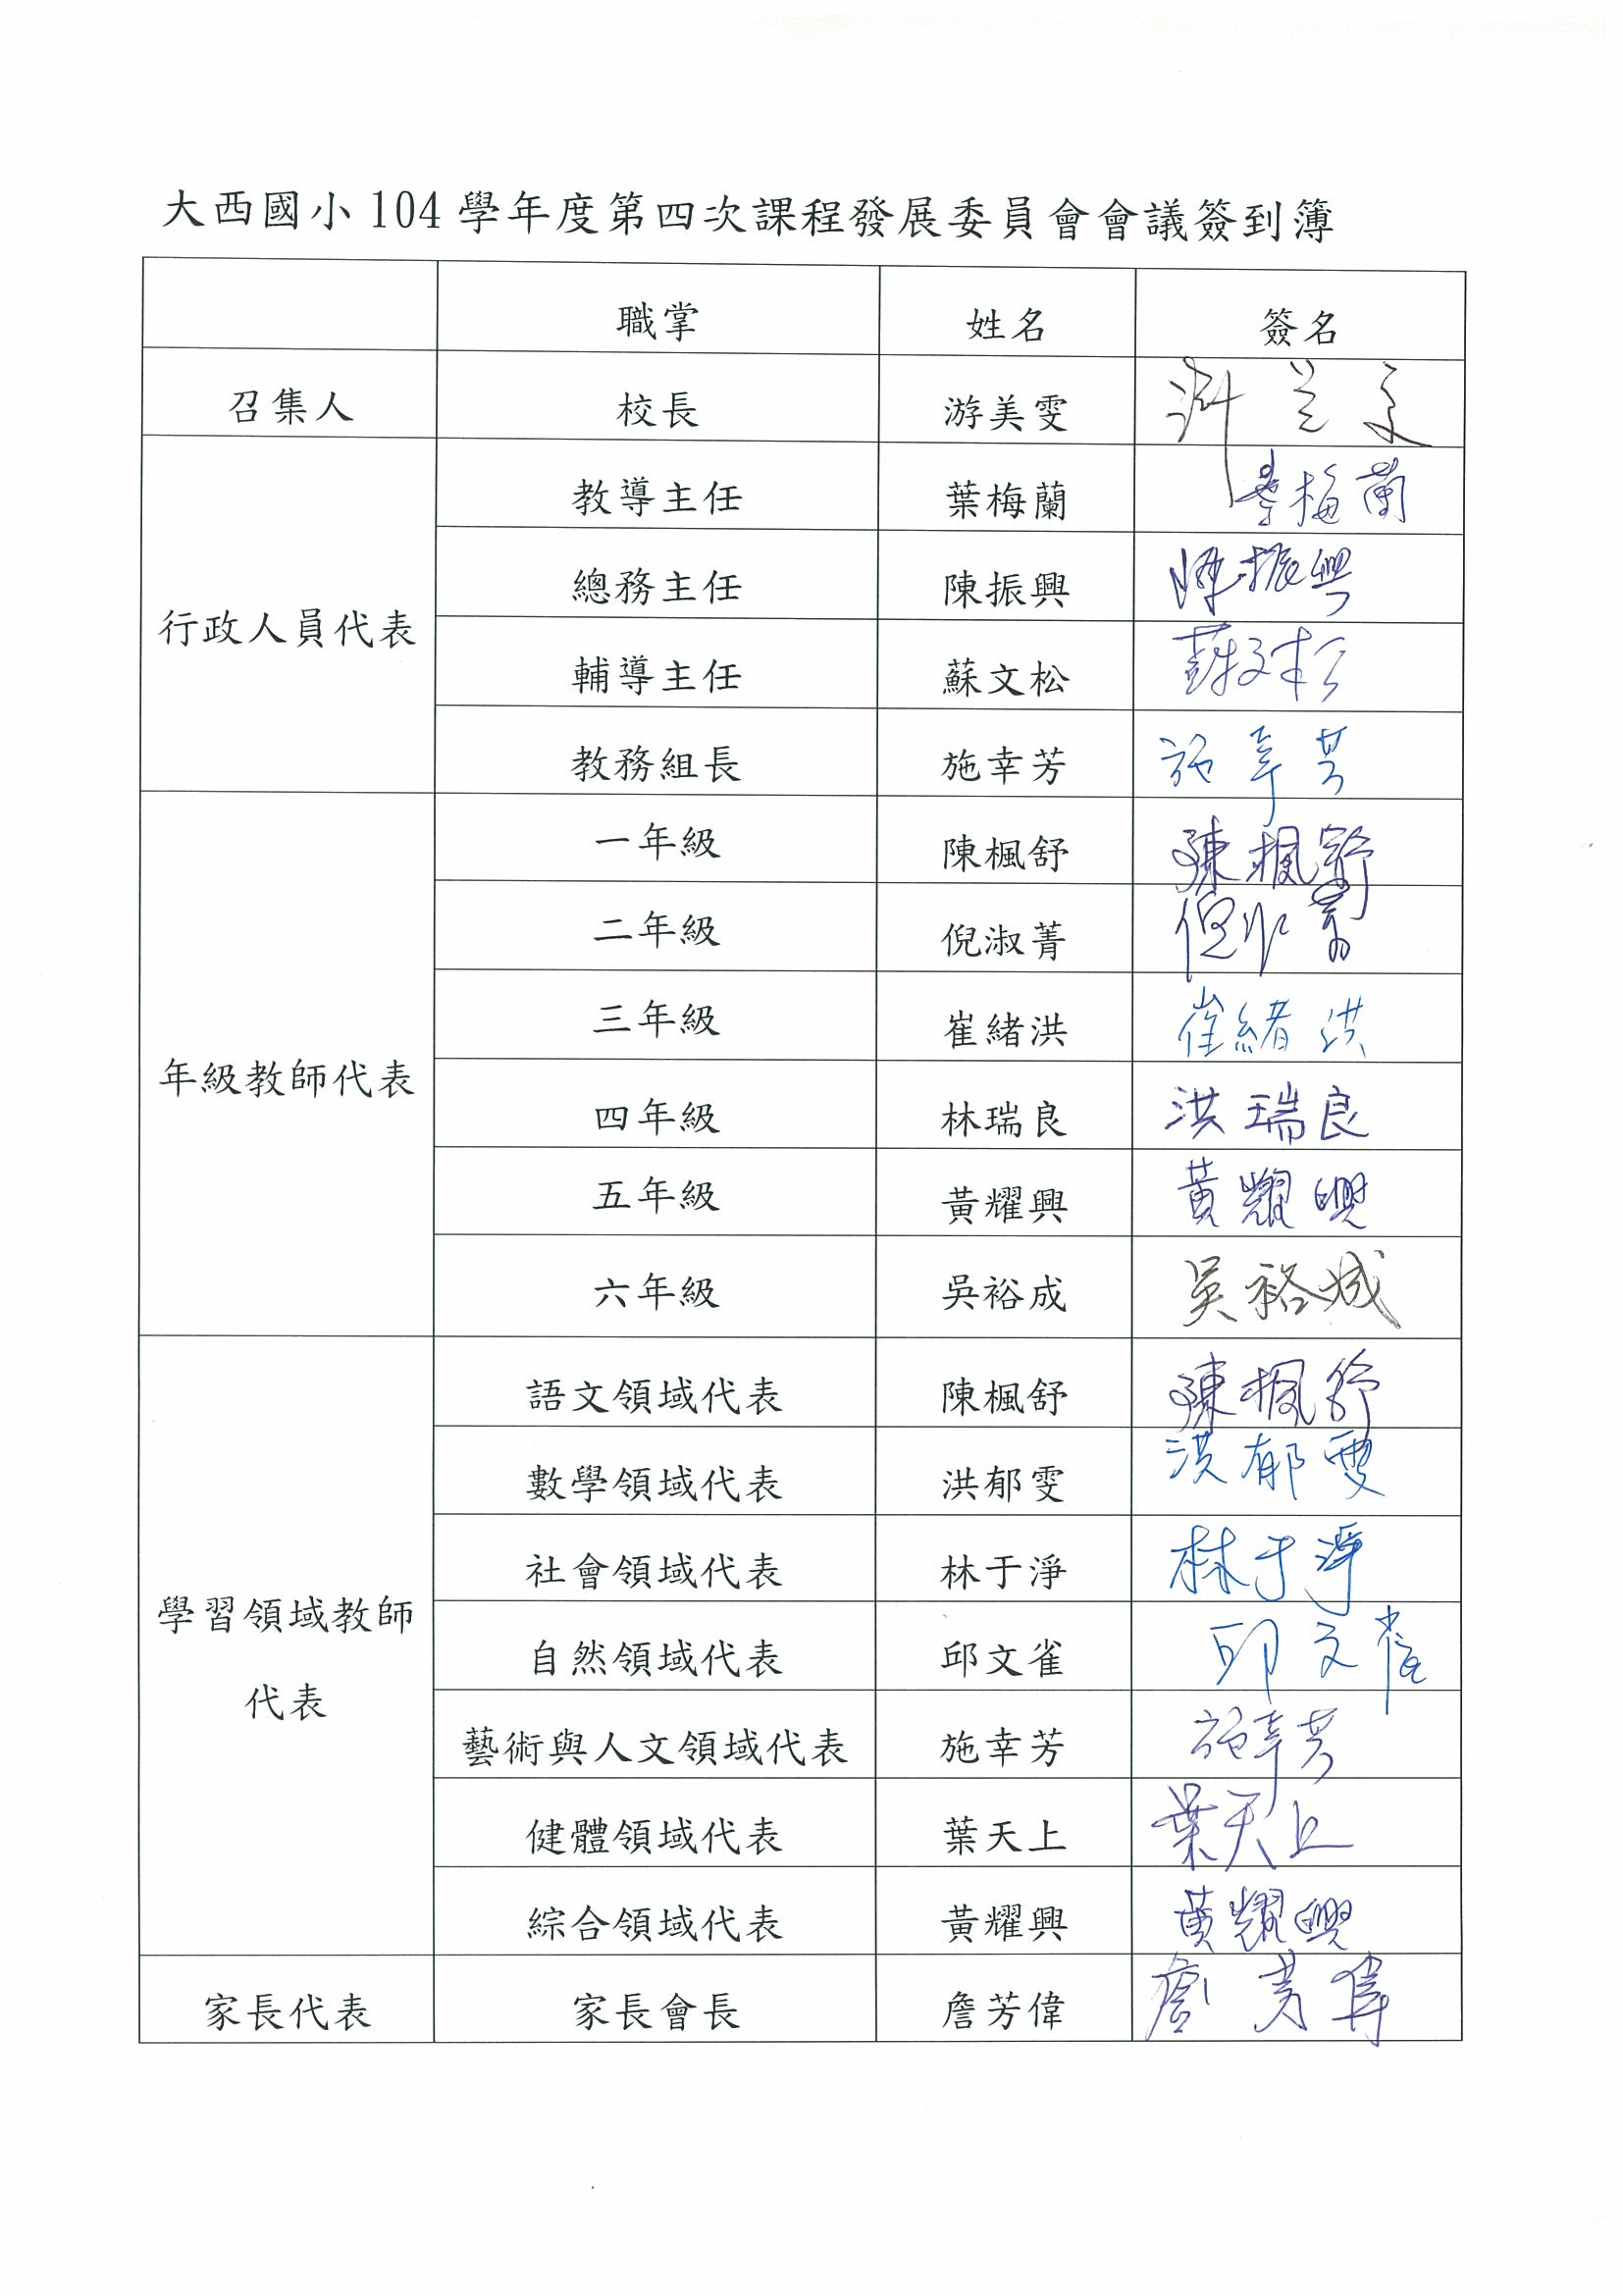 大西國小104學年度第四次課程發展委員會會議簽到簿
職掌 姓名 簽名
召集人 校長 游美雯 游美雯
行政人員代表
教導主任 葉梅蘭 葉梅蘭
總務主任 陳振興 陳振興
輔導主任 蘇文松 蘇文松
教務組長 施幸芳 施幸芳
年級教師代表
一年級 陳楓舒 陳楓舒
二年級 倪淑菁 倪淑菁
三年級 崔緒洪 崔緒洪
四年級 林瑞良 洪瑞良
五年級 黃耀興 黃耀興
六年級 吳裕成 吳裕成
學習領域教師
代表
語文領域代表 陳楓舒 陳楓舒
數學領域代表 洪郁雯 洪郁雯
社會領域代表 林于淨 林于淨
自然領域代表 邱文雀 邱文雀
藝術與人文領域代表 施幸芳 施幸芳
健體領域代表 葉天上 葉天上
綜合領域代表 黃耀興 黃耀興
家長代表 家長會長 詹芳偉 詹芳偉